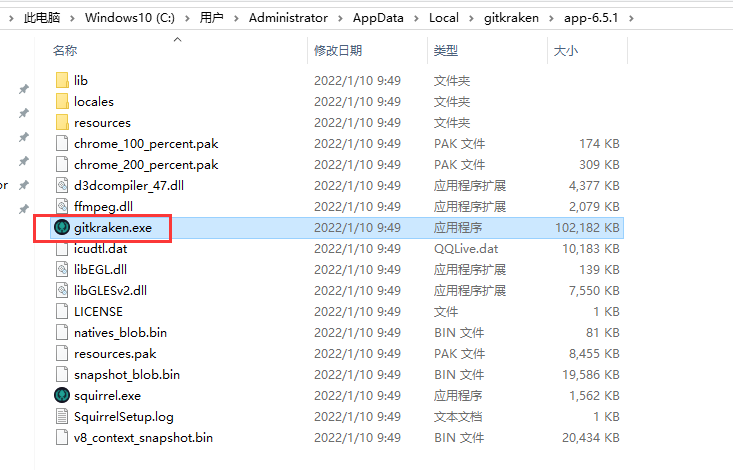 此电脑 > Windows10 (C:) > 用户 > Administrator > AppData > Local > gitkraken > app-6.5.1 >
名称 修改日期 类型 大小
lib 2022/1/10 9:49 文件夹
locales 2022/1/10 9:49 文件夹
resources 2022/1/10 9:49 文件夹
chrome_100_percent.pak 2022/1/10 9:49 PAK 文件 174 KB
chrome_200_percent.pak 2022/1/10 9:49 PAK 文件 309 KB
d3dcompiler_47.dll 2022/1/10 9:49 应用程序扩展 4,377 KB
ffmpeg.dll 2022/1/10 9:49 应用程序扩展 2,079 KB
gitkraken.exe 2022/1/10 9:49 应用程序 102,182 KB
icudtl.dat 2022/1/10 9:49 QQLive.dat 10,183 KB
libEGL.dll 2022/1/10 9:49 应用程序扩展 139 KB
libGLESv2.dll 2022/1/10 9:49 应用程序扩展 7,550 KB
LICENSE 2022/1/10 9:49 文件 1 KB
natives_blob.bin 2022/1/10 9:49 BIN 文件 81 KB
resources.pak 2022/1/10 9:49 PAK 文件 8,455 KB
snapshot_blob.bin 2022/1/10 9:49 BIN 文件 19,586 KB
squirrel.exe 2022/1/10 9:49 应用程序 1,562 KB
SquirrelSetup.log 2022/1/10 9:49 文本文档 1 KB
v8_context_snapshot.bin 2022/1/10 9:49 BIN 文件 20,434 KB